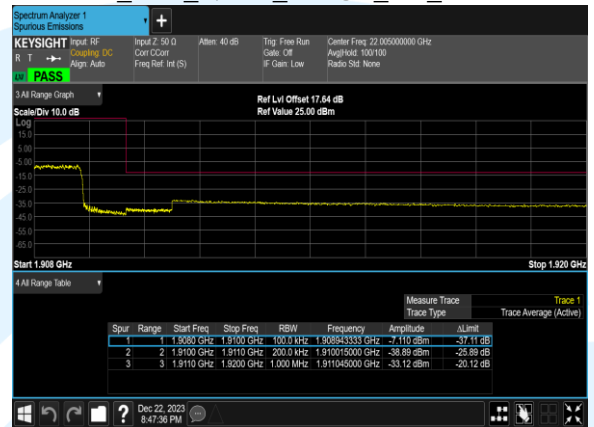 Spectrum Analyzer 1
Spurious Emissions
KEYSIGHT Input: RF Input Z: 50 Ω Atten: 40 dB Trig: Free Run Center Freq: 22.005000000 GHz
R T Coupling: DC Corr CCorr Gate: Off Avg|Hold: 100/100
Align: Auto Freq Ref: Int (S) IF Gain: Low Radio Std: None
LV PASS
3 All Range Graph
Ref Lvl Offset 17.64 dB
Scale/Div 10.0 dB Ref Value 25.00 dBm
Log
15.0
5.00
-5.00
-15.0
-25.0
-35.0
-45.0
-55.0
-65.0
Start 1.908 GHz Stop 1.920 GHz
4 All Range Table
Measure Trace Trace 1
Trace Type Trace Average (Active)
Spur Range Start Freq Stop Freq RBW Frequency Amplitude ΔLimit
1 1 1.9080 GHz 1.9100 GHz 100.0 kHz 1.908943333 GHz -7.110 dBm -37.11 dB
2 2 1.9100 GHz 1.9110 GHz 200.0 kHz 1.910015000 GHz -38.89 dBm -25.89 dB
3 3 1.9110 GHz 1.9200 GHz 1.000 MHz 1.911045000 GHz -33.12 dBm -20.12 dB
? Dec 22, 2023
8:47:36 PM